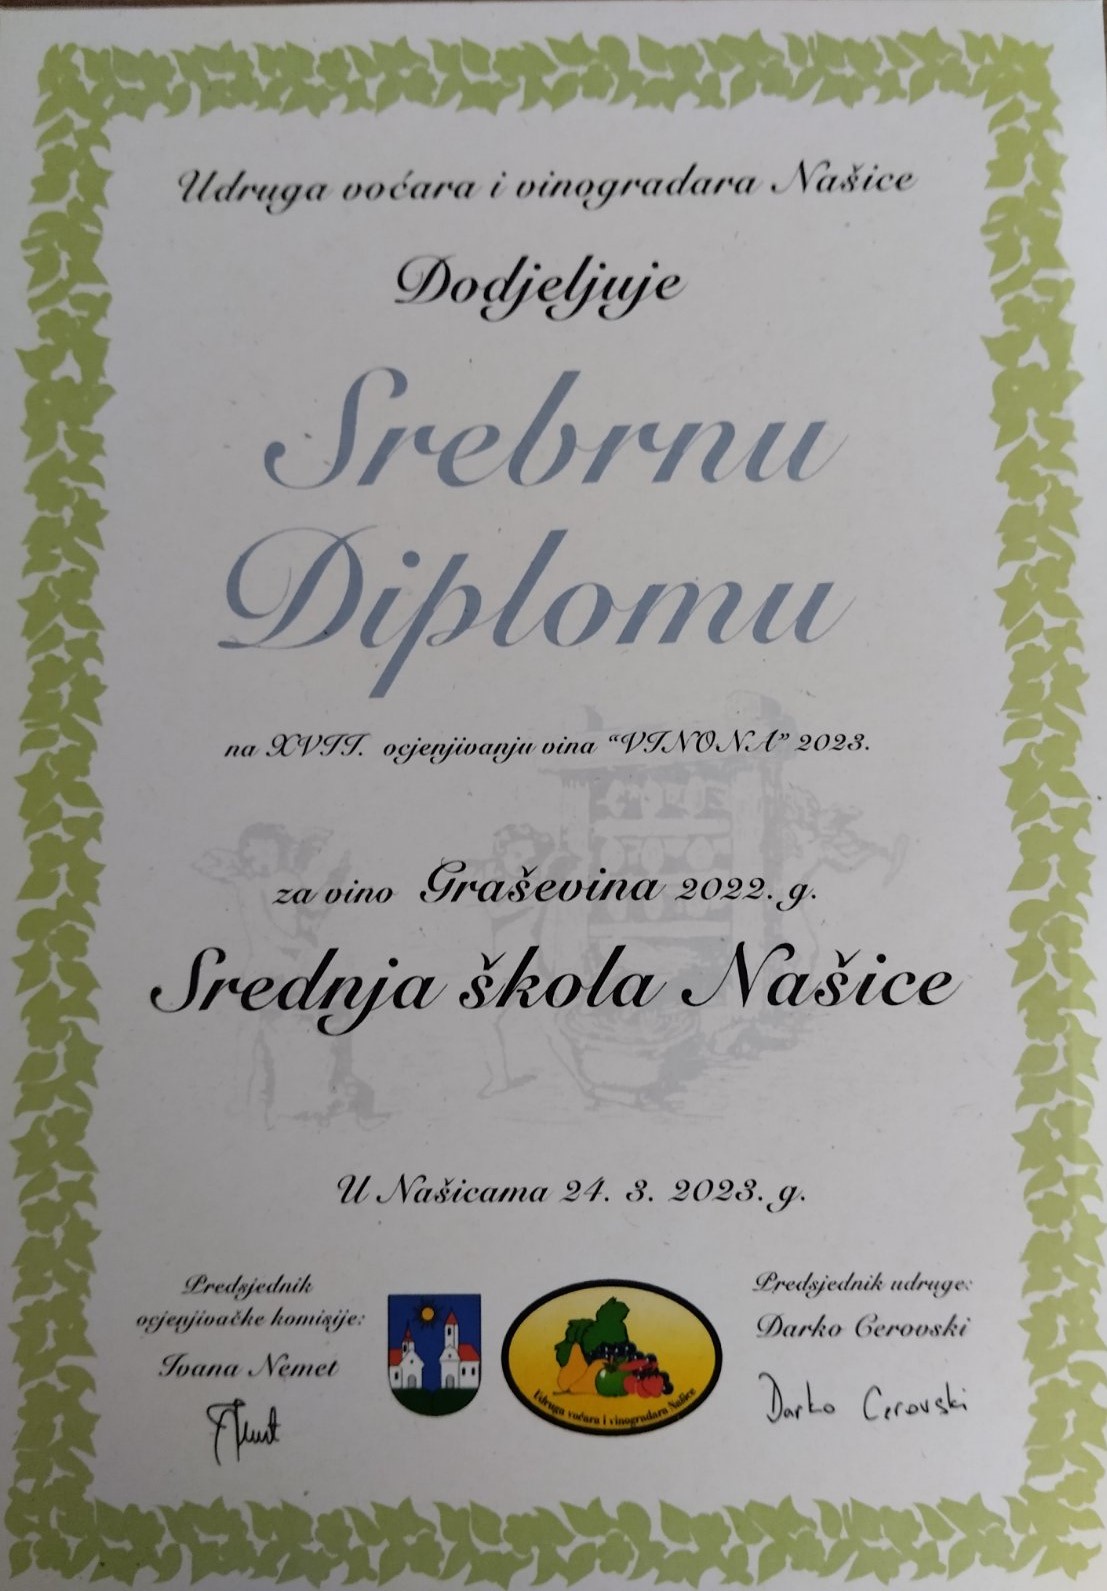 Udruga voćara i vinogradara Našice
Dodjeljuje
Srebrnu
Diplomu
na XVII. ocjenjivanju vina “VINONA” 2023.
za vino Graševina 2022. g.
Srednja škola Našice
U Našicama 24. 3. 2023. g.
Predsjednik
ocjenjivačke komisije:
Ivana Nemet
Predsjednik udruge:
Darko Cerovski
Darko Cerovski
Udruga voćara i vinogradara Našice